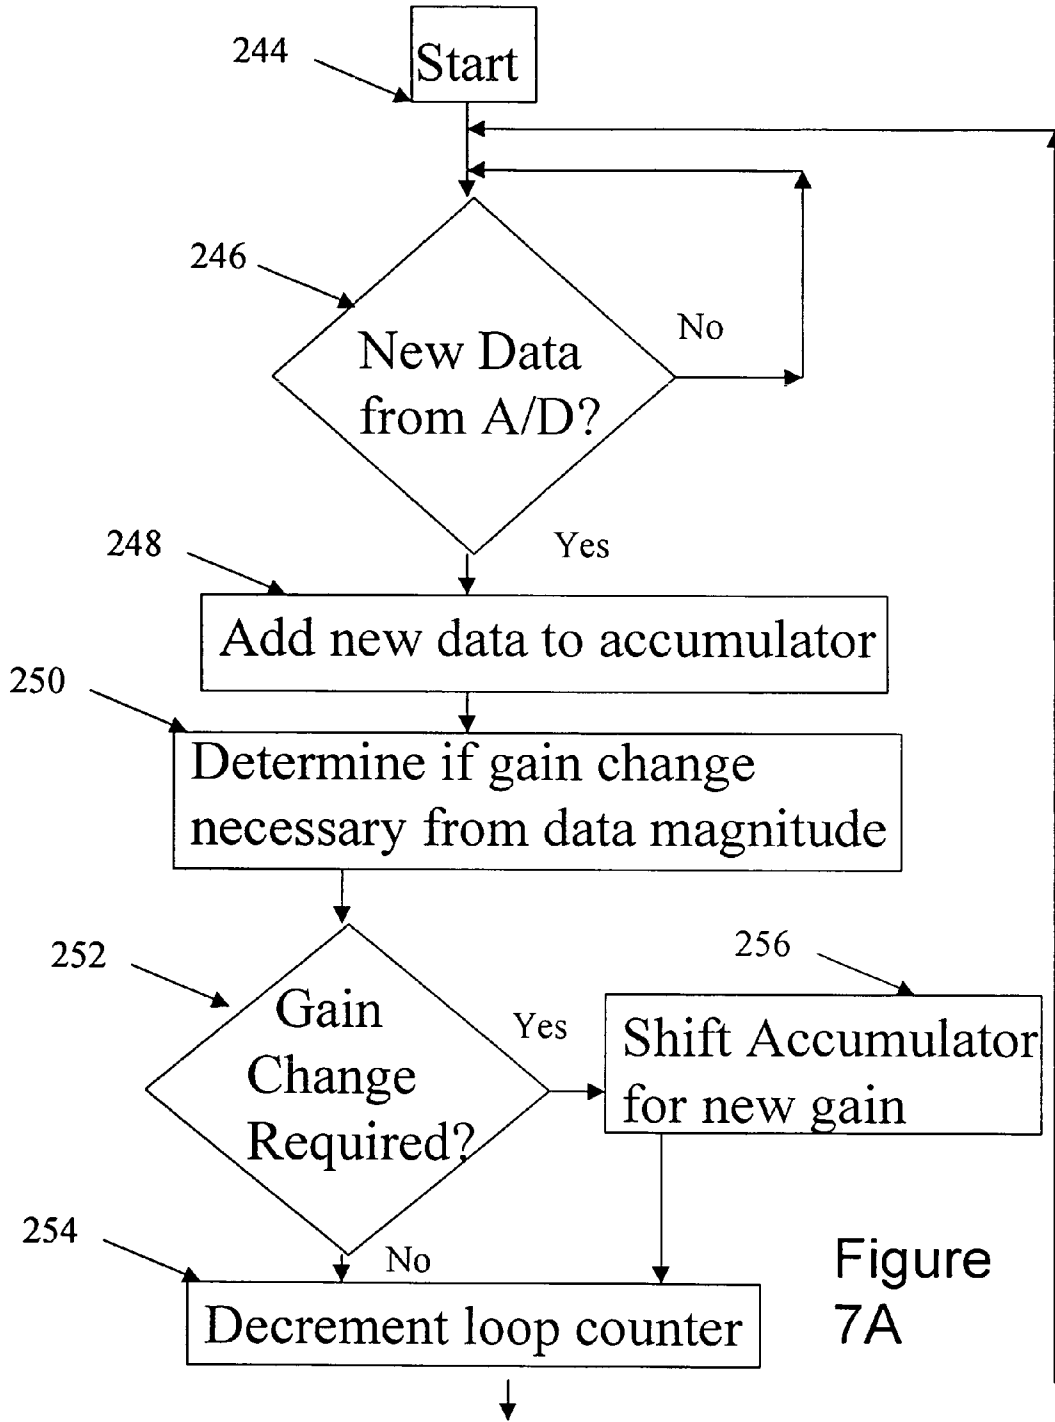 244
Start
246
New Data
from A/D?
No
Yes
248
Add new data to accumulator
250
Determine if gain change
necessary from data magnitude
252
Gain
Change
Required?
Yes
256
Shift Accumulator
for new gain
254
No
Decrement loop counter
Figure
7A